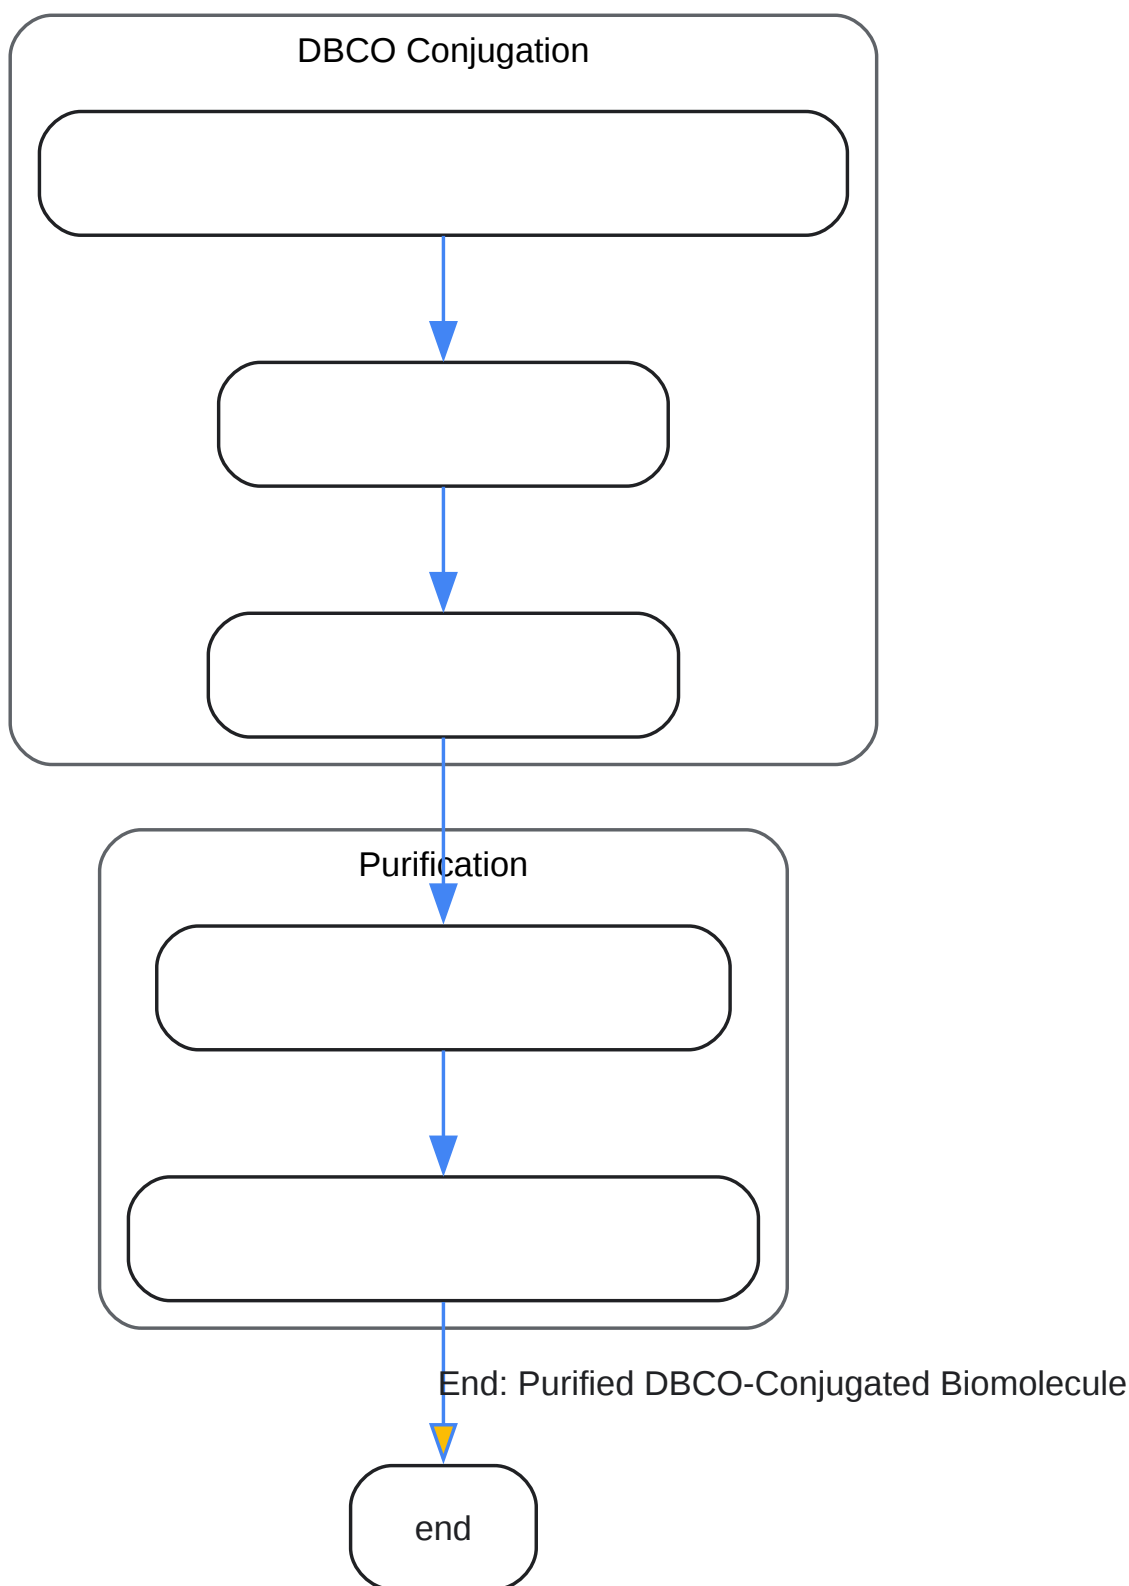 DBCO Conjugation
Purification
End: Purified DBCO-Conjugated Biomolecule
end